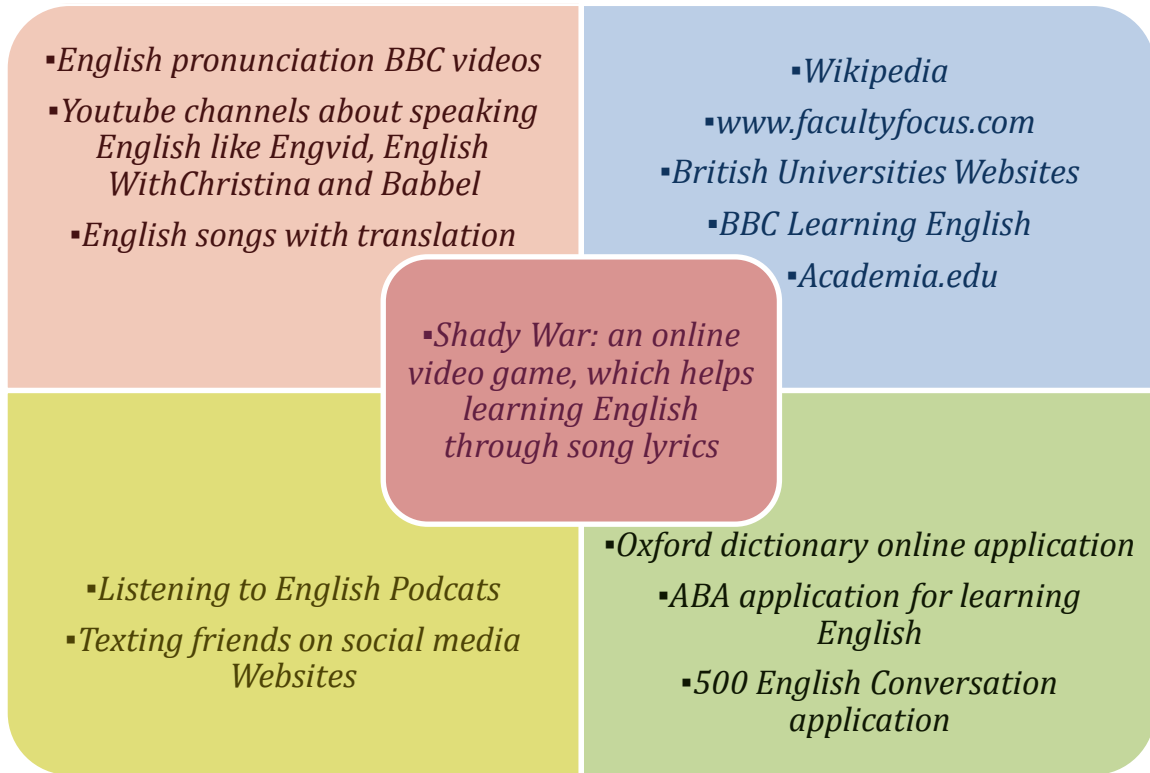 ▪English pronunciation BBC videos
▪Youtube channels about speaking
English like Engvid, English
WithChristina and Babbel
▪English songs with translation
▪Wikipedia
▪www.facultyfocus.com
▪British Universities Websites
▪BBC Learning English
▪Academia.edu
▪Shady War: an online
video game, which helps
learning English
through song lyrics
▪Listening to English Podcats
▪Texting friends on social media
Websites
▪Oxford dictionary online application
▪ABA application for learning
English
▪500 English Conversation
application